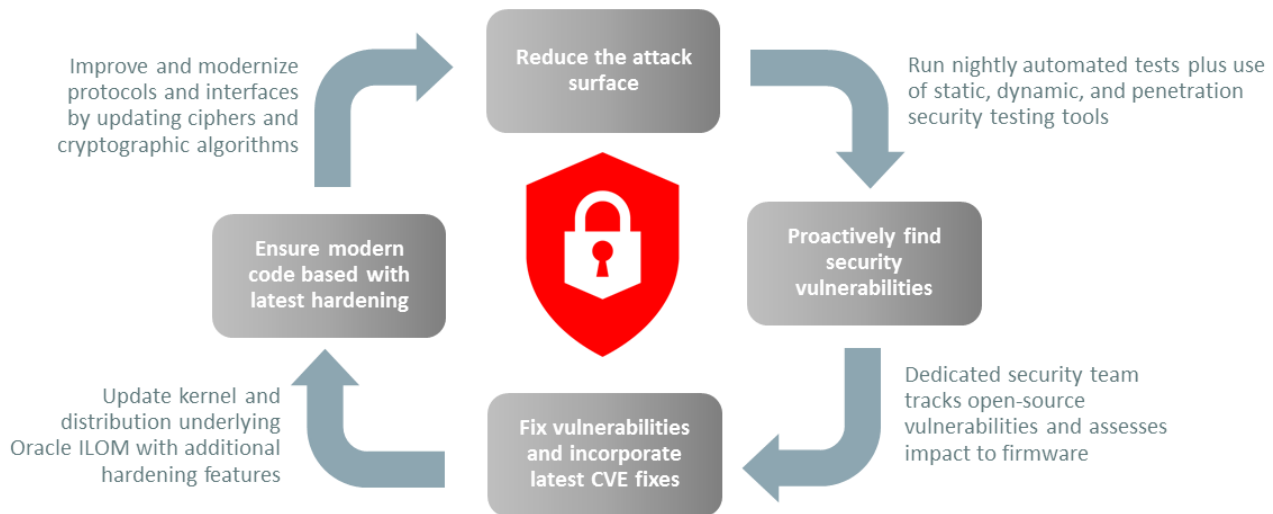 Reduce the attack
surface
Run nightly automated tests plus use
of static, dynamic, and penetration
security testing tools
Proactively find
security
vulnerabilities
Dedicated security team
tracks open-source
vulnerabilities and assesses
impact to firmware
Fix vulnerabilities
and incorporate
latest CVE fixes
Update kernel and
distribution underlying
Oracle ILOM with additional
hardening features
Ensure modern
code based with
latest hardening
Improve and modernize
protocols and interfaces
by updating ciphers and
cryptographic algorithms